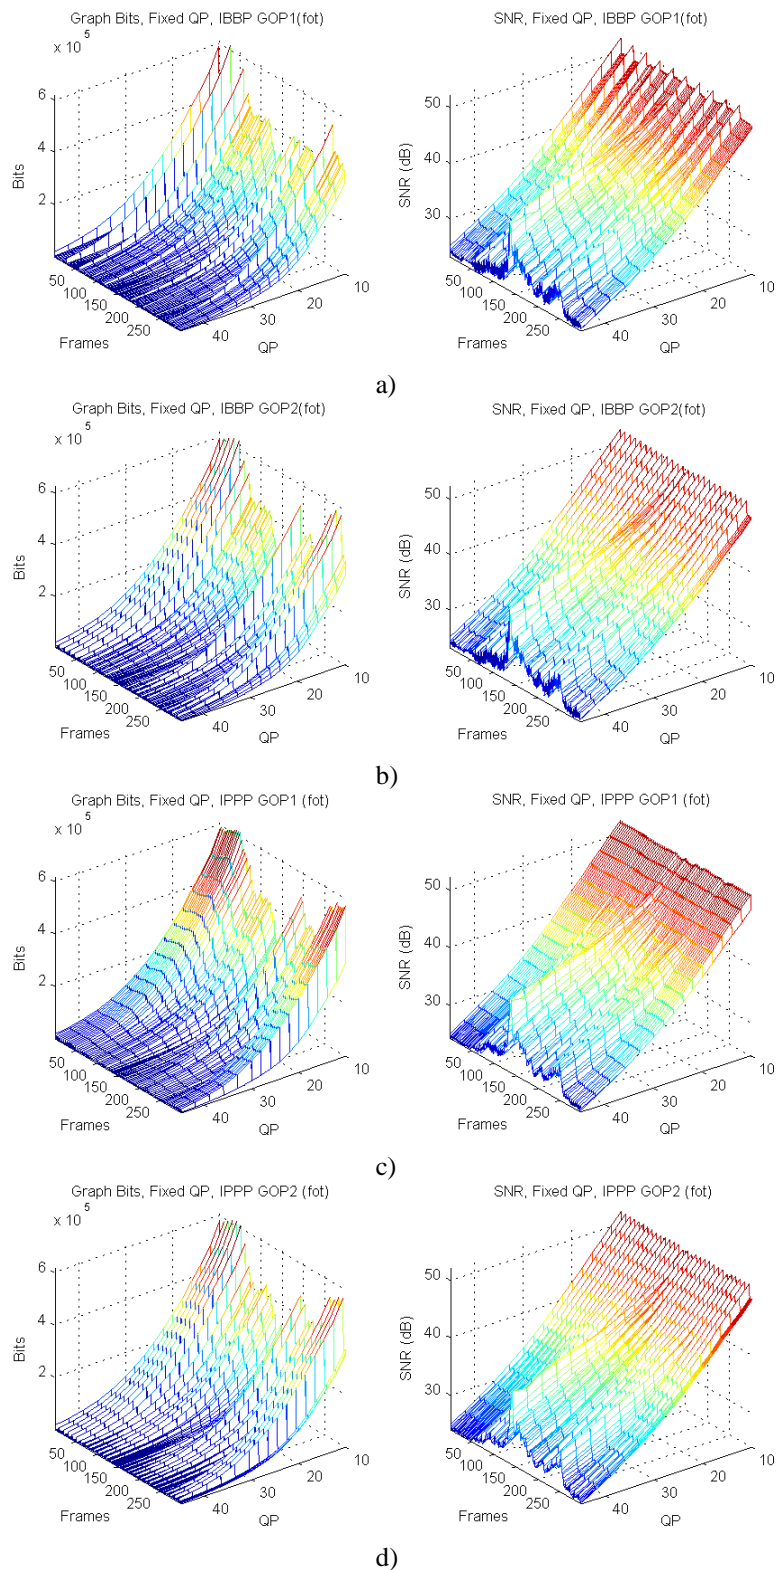 Graph Bits, Fixed QP, IBBP GOP1(fot)
SNR, Fixed QP, IBBP GOP1(fot)
x 10^5
6
4
2
Bits
50
100
150
200
250
Frames
40
30
20
10
QP
50
40
30
SNR (dB)
50
100
150
200
250
Frames
40
30
20
10
QP
a)
Graph Bits, Fixed QP, IBBP GOP2(fot)
SNR, Fixed QP, IBBP GOP2(fot)
x 10^5
6
4
2
Bits
50
100
150
200
250
Frames
40
30
20
10
QP
50
40
30
SNR (dB)
50
100
150
200
250
Frames
40
30
20
10
QP
b)
Graph Bits, Fixed QP, IPPP GOP1 (fot)
SNR, Fixed QP, IPPP GOP1 (fot)
x 10^5
6
4
2
Bits
50
100
150
200
250
Frames
40
30
20
10
QP
50
40
30
SNR (dB)
50
100
150
200
250
Frames
40
30
20
10
QP
c)
Graph Bits, Fixed QP, IPPP GOP2 (fot)
SNR, Fixed QP, IPPP GOP2 (fot)
x 10^5
6
4
2
Bits
50
100
150
200
250
Frames
40
30
20
10
QP
50
40
30
SNR (dB)
50
100
150
200
250
Frames
40
30
20
10
QP
d)